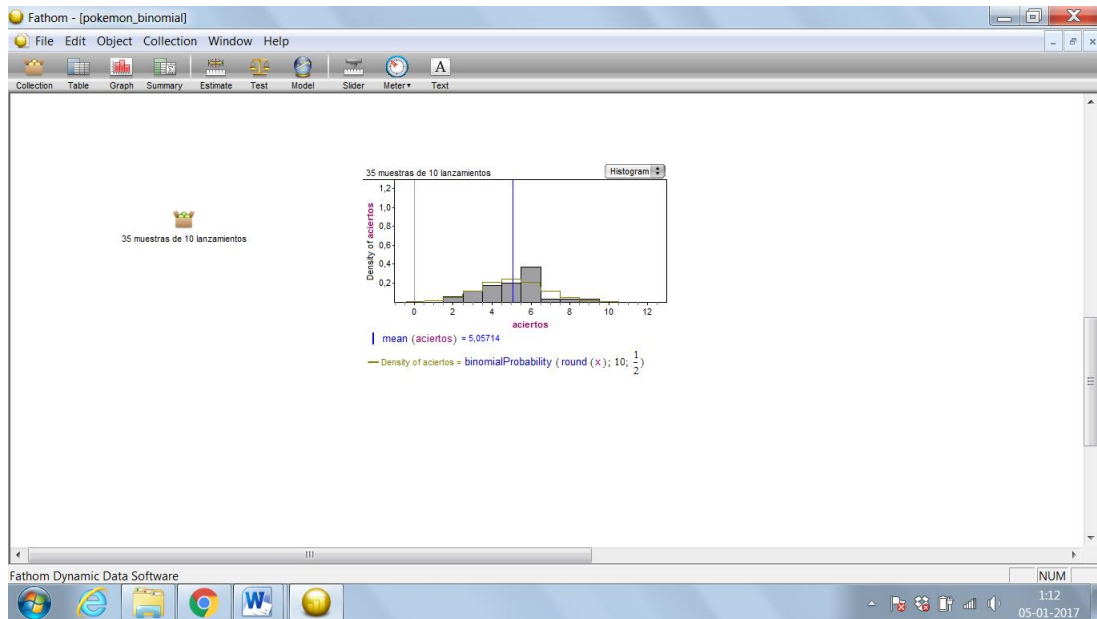 Fathom - [pokemon_binomial]
File Edit Object Collection Window Help
Collection Table Graph Summary Estimate Test Model Slider Meter Text
35 muestras de 10 lanzamientos
35 muestras de 10 lanzamientos Histogram
1,2
1,0
0,8
0,6
0,4
0,2
Density of aciertos
0 2 4 6 8 10 12
aciertos
mean (aciertos) = 5,05714
Density of aciertos = binomialProbability (round (x); 10; 1/2)
Fathom Dynamic Data Software NUM
1:12
05-01-2017